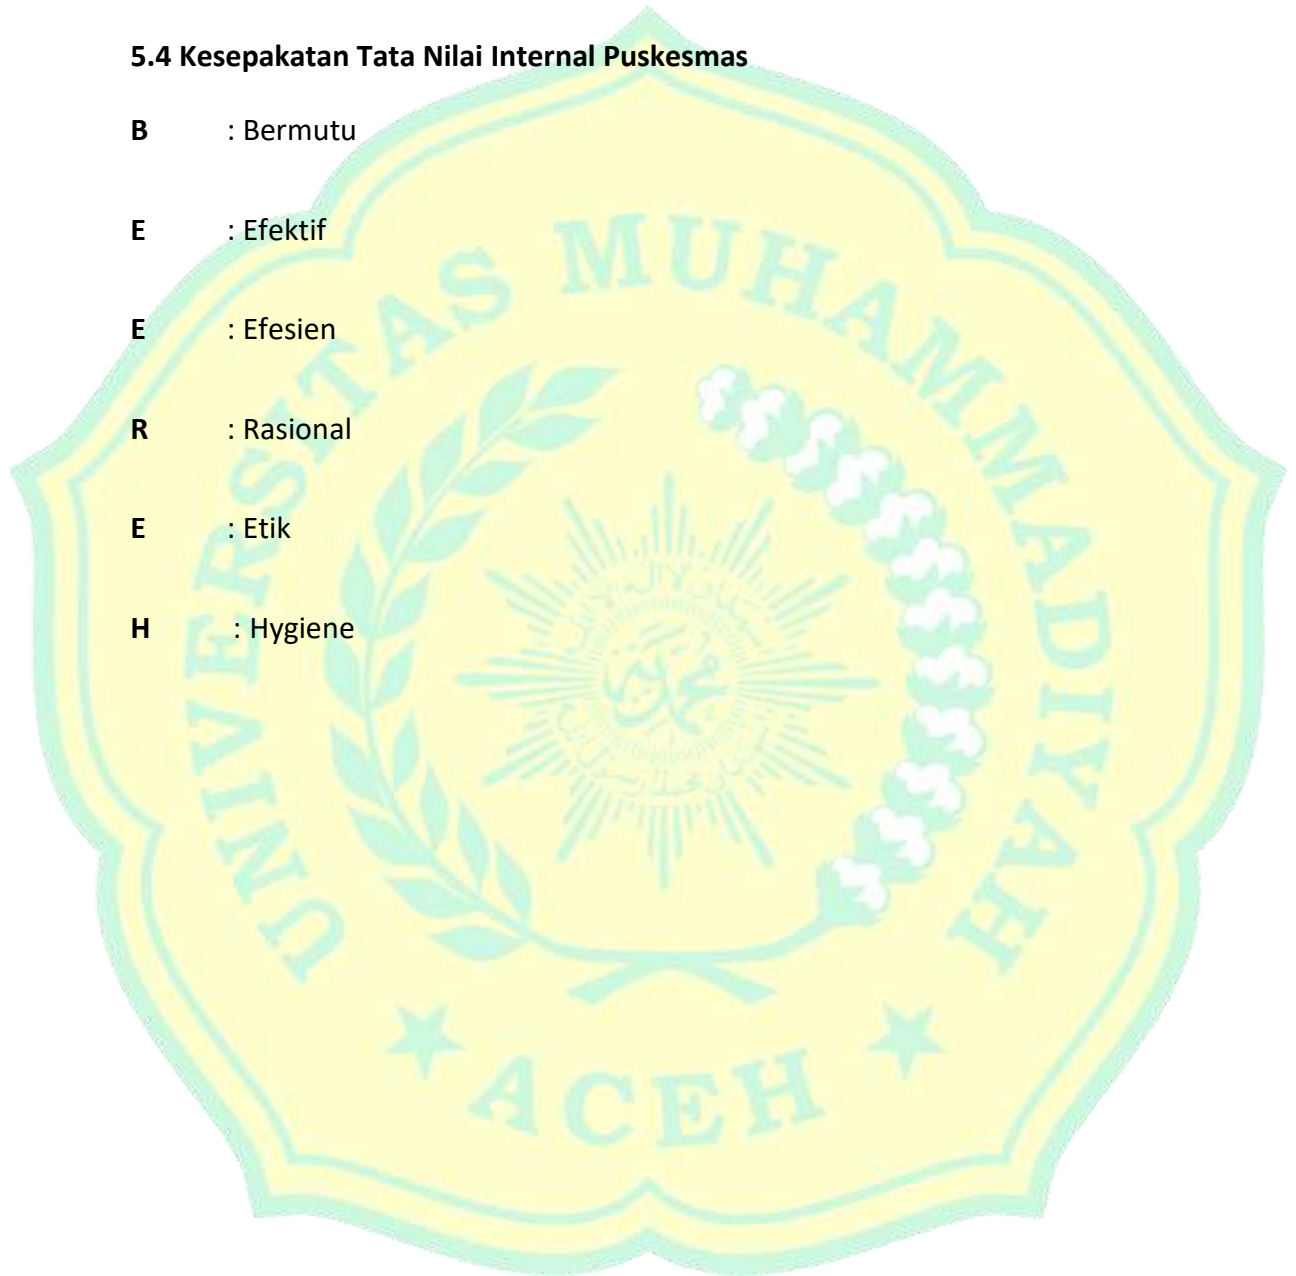 5.4 Kesepakatan Tata Nilai Internal Puskesmas
B : Bermutu
E : Efektif
E : Efesien
R : Rasional
E : Etik
H : Hygiene
UNIVERSITAS MUHAMMADIYAH
ACEH